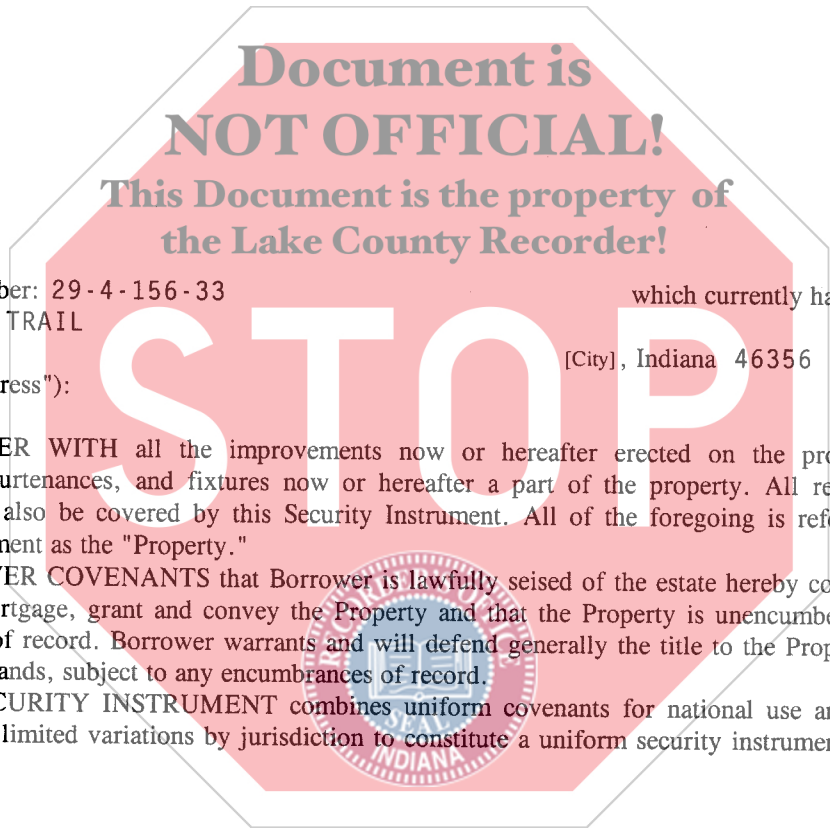 Document is
NOT OFFICIAL!
This Document is the property of
the Lake County Recorder!
ber: 29-4-156-33 which currently ha
TRAIL
[City], Indiana 46356
ress"):
STOP
ER WITH all the improvements now or hereafter erected on the pro
urtenances, and fixtures now or hereafter a part of the property. All re
also be covered by this Security Instrument. All of the foregoing is refe
ment as the "Property."
VER COVENANTS that Borrower is lawfully seised of the estate hereby co
rtgage, grant and convey the Property and that the Property is unencumbe
of record. Borrower warrants and will defend generally the title to the Prop
ands, subject to any encumbrances of record.
CURITY INSTRUMENT combines uniform covenants for national use an
limited variations by jurisdiction to constitute a uniform security instrumen
RECORDER'S OFFICE
SEAL
INDIANA